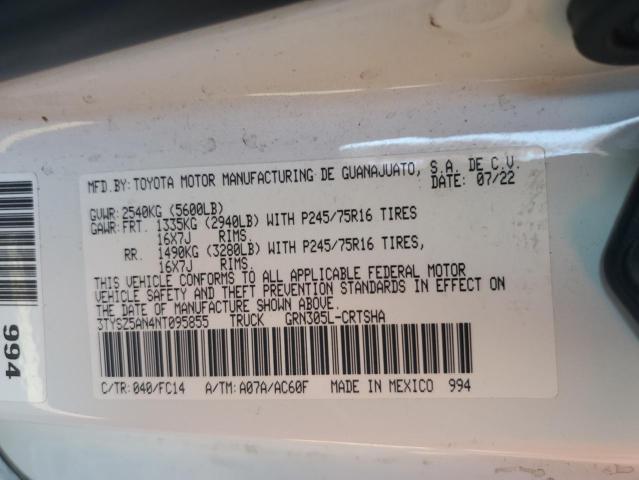 MFD.BY:TOYOTA MOTOR MANUFACTURING DE GUANAJUATO, S.A. DE C.V.
DATE: 07/22
GVWR:2540KG (5600LB)
GAWR:FRT. 1335KG (2940LB) WITH P245/75R16 TIRES
16X7J RIMS.
RR. 1490KG (3280LB) WITH P245/75R16 TIRES,
16X7J RIMS.
THIS VEHICLE CONFORMS TO ALL APPLICABLE FEDERAL MOTOR
VEHICLE SAFETY AND THEFT PREVENTION STANDARDS IN EFFECT ON
THE DATE OF MANUFACTURE SHOWN ABOVE.
3TYSZ5AN4NT095855 TRUCK GRN305L-CRTSHA
C/TR:040/FC14 A/TM:A07A/AC60F MADE IN MEXICO 994
994